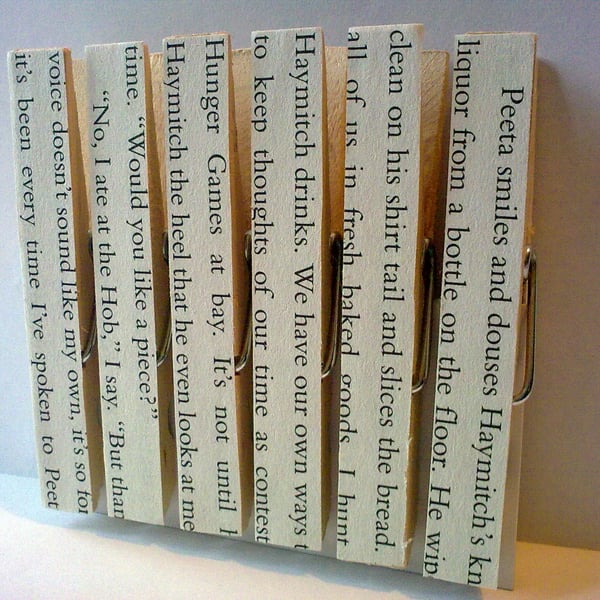 Peeta smiles and douses Haymitch's kn
liquor from a bottle on the floor. He wip
clean on his shirt tail and slices the bread.
all of us in fresh baked goods. I hunt
Haymitch drinks. We have our own ways t
to keep thoughts of our time as contest
Hunger Games at bay. It's not until h
Haymitch the heel that he even looks at me
time. “Would you like a piece?”
“No, I ate at the Hob,” I say. “But than
voice doesn't sound like my own, it's so for
it's been every time I've spoken to Peet